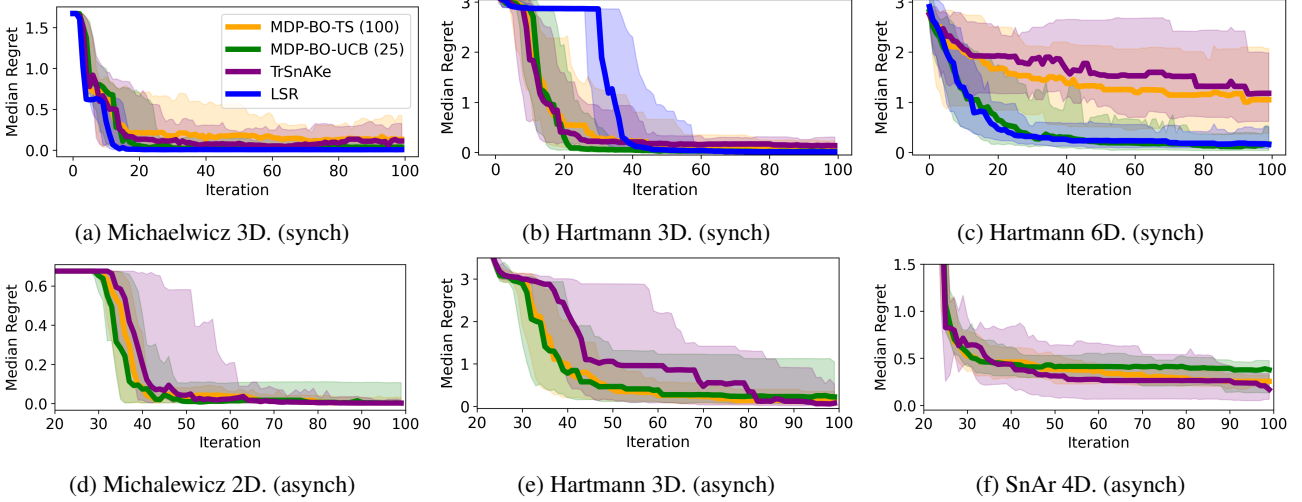 MDP-BO-TS (100)
MDP-BO-UCB (25)
TrSnAKe
LSR
Median Regret
1.5
1.0
0.5
0.0
0 20 40 60 80 100
Iteration
(a) Michaelwicz 3D. (synch)
Median Regret
3
2
1
0
0 20 40 60 80 100
Iteration
(b) Hartmann 3D. (synch)
Median Regret
3
2
1
0
0 20 40 60 80 100
Iteration
(c) Hartmann 6D. (synch)
Median Regret
0.6
0.4
0.2
0.0
20 30 40 50 60 70 80 90 100
Iteration
(d) Michalewicz 2D. (asynch)
Median Regret
3
2
1
0
30 40 50 60 70 80 90 100
Iteration
(e) Hartmann 3D. (asynch)
Median Regret
1.5
1.0
0.5
0.0
20 30 40 50 60 70 80 90 100
Iteration
(f) SnAr 4D. (asynch)